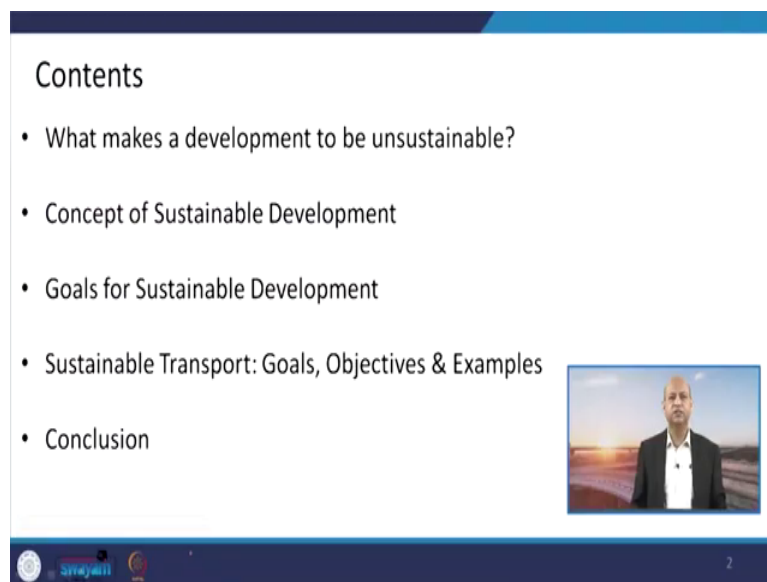 Contents
• What makes a development to be unsustainable?
• Concept of Sustainable Development
• Goals for Sustainable Development
• Sustainable Transport: Goals, Objectives & Examples
• Conclusion
swayam
2